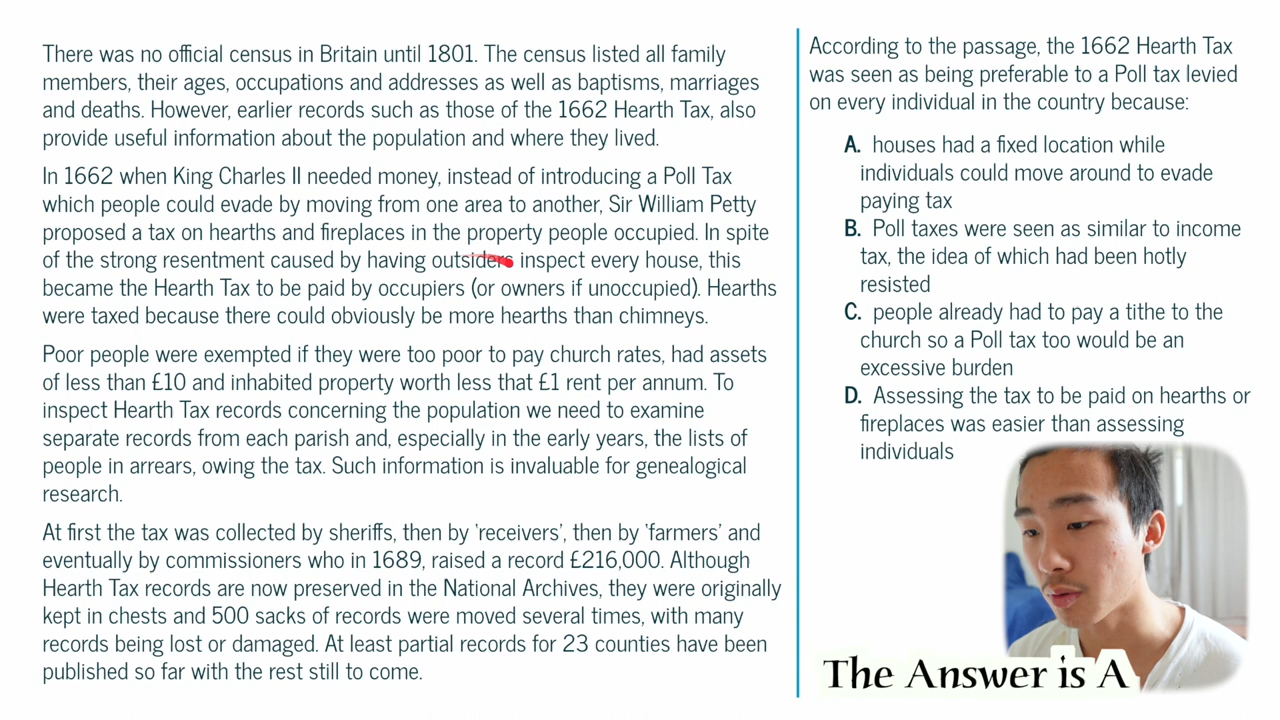 There was no official census in Britain until 1801. The census listed all family
members, their ages, occupations and addresses as well as baptisms, marriages
and deaths. However, earlier records such as those of the 1662 Hearth Tax, also
provide useful information about the population and where they lived.
In 1662 when King Charles II needed money, instead of introducing a Poll Tax
which people could evade by moving from one area to another, Sir William Petty
proposed a tax on hearths and fireplaces in the property people occupied. In spite
of the strong resentment caused by having outsiders inspect every house, this
became the Hearth Tax to be paid by occupiers (or owners if unoccupied). Hearths
were taxed because there could obviously be more hearths than chimneys.
Poor people were exempted if they were too poor to pay church rates, had assets
of less than £10 and inhabited property worth less that £1 rent per annum. To
inspect Hearth Tax records concerning the population we need to examine
separate records from each parish and, especially in the early years, the lists of
people in arrears, owing the tax. Such information is invaluable for genealogical
research.
At first the tax was collected by sheriffs, then by ‘receivers’, then by ‘farmers’ and
eventually by commissioners who in 1689, raised a record £216,000. Although
Hearth Tax records are now preserved in the National Archives, they were originally
kept in chests and 500 sacks of records were moved several times, with many
records being lost or damaged. At least partial records for 23 counties have been
published so far with the rest still to come.
According to the passage, the 1662 Hearth Tax
was seen as being preferable to a Poll tax levied
on every individual in the country because:
A. houses had a fixed location while
individuals could move around to evade
paying tax
B. Poll taxes were seen as similar to income
tax, the idea of which had been hotly
resisted
C. people already had to pay a tithe to the
church so a Poll tax too would be an
excessive burden
D. Assessing the tax to be paid on hearths or
fireplaces was easier than assessing
individuals
The Answer is A